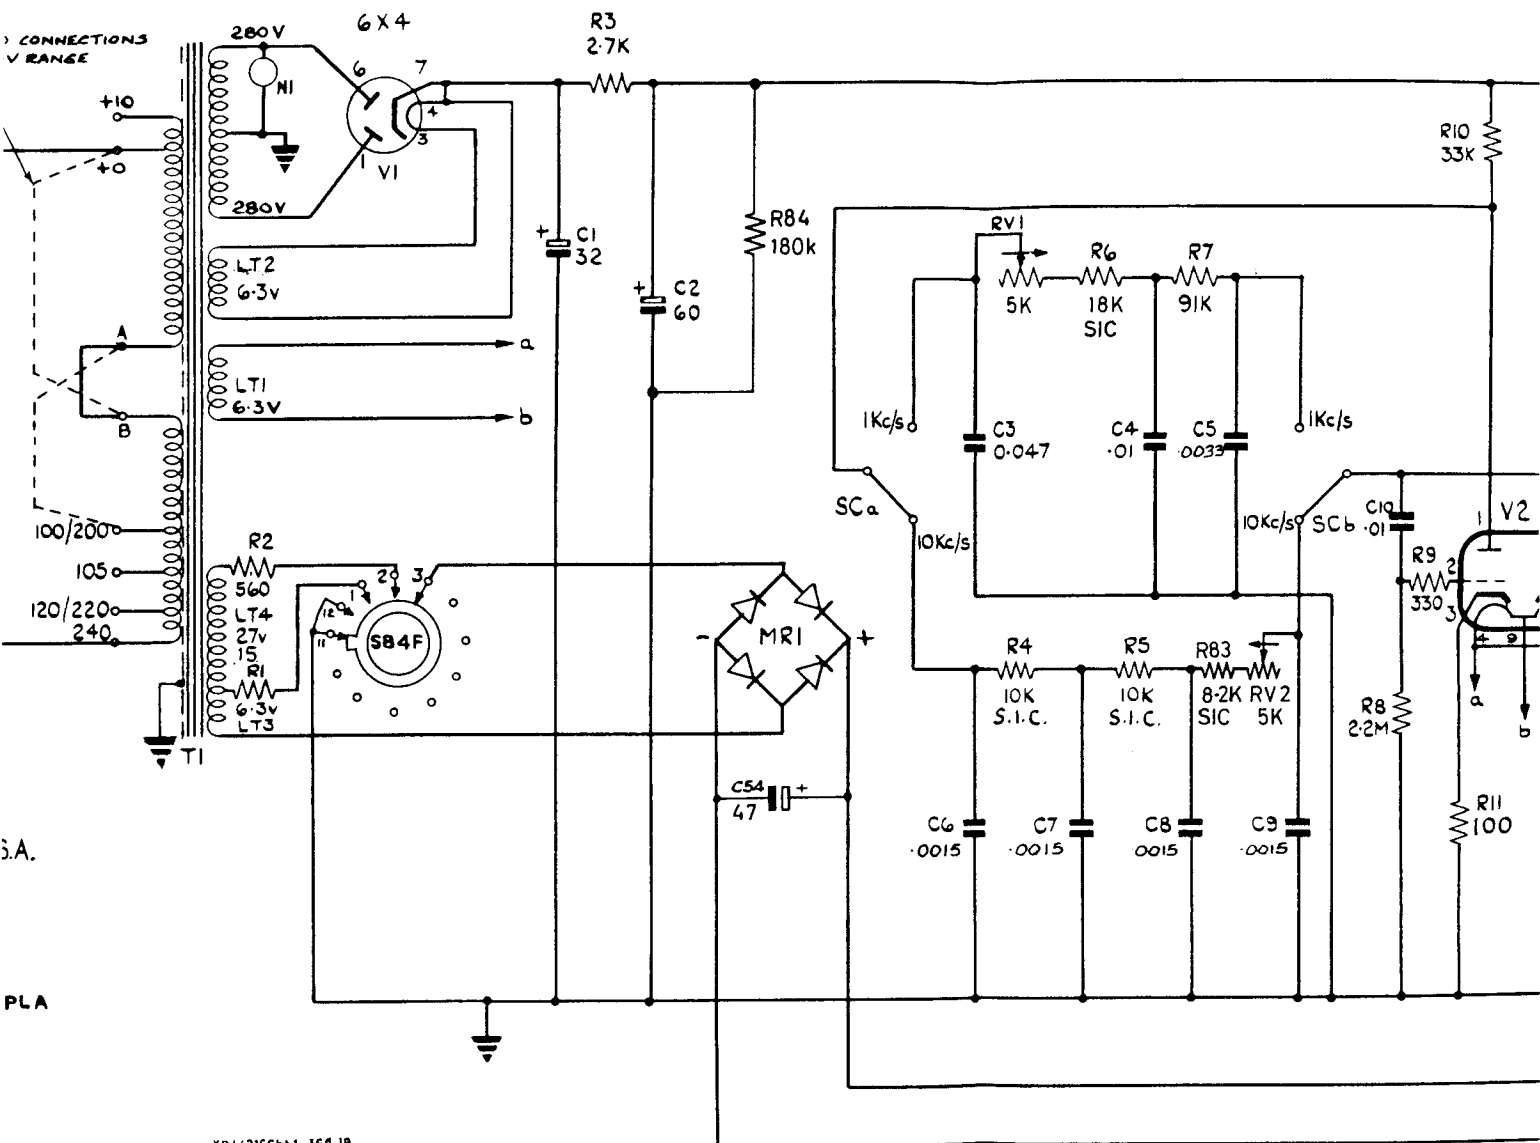 CONNECTIONS
V RANGE
280V
6X4
R3
2·7K
N1
6
7
4
3
1
V1
+10
+0
280V
LT2
6·3V
C1
32
+
C2
60
+
R84
180k
R10
33K
RV1
5K
R6
18K
SIC
R7
91K
A
B
LT1
6·3V
a
b
1Kc/s
C3
0·047
C4
·01
C5
·0033
1Kc/s
SCa
10Kc/s
10Kc/s
SCb
C10
·01
1
V2
R9
330
2
3
4
9
100/200
105
120/220
240
R2
560
LT4
27v
15
R1
6·3v
LT3
T1
1
2
3
12
11
S84F
-
MR1
+
R4
10K
S.I.C.
R5
10K
S.I.C.
R83
8·2K
SIC
RV2
5K
R8
2·2M
a
b
C54
47
+
C6
·0015
C7
·0015
C8
·0015
C9
·0015
R11
100
S.A.
PLA